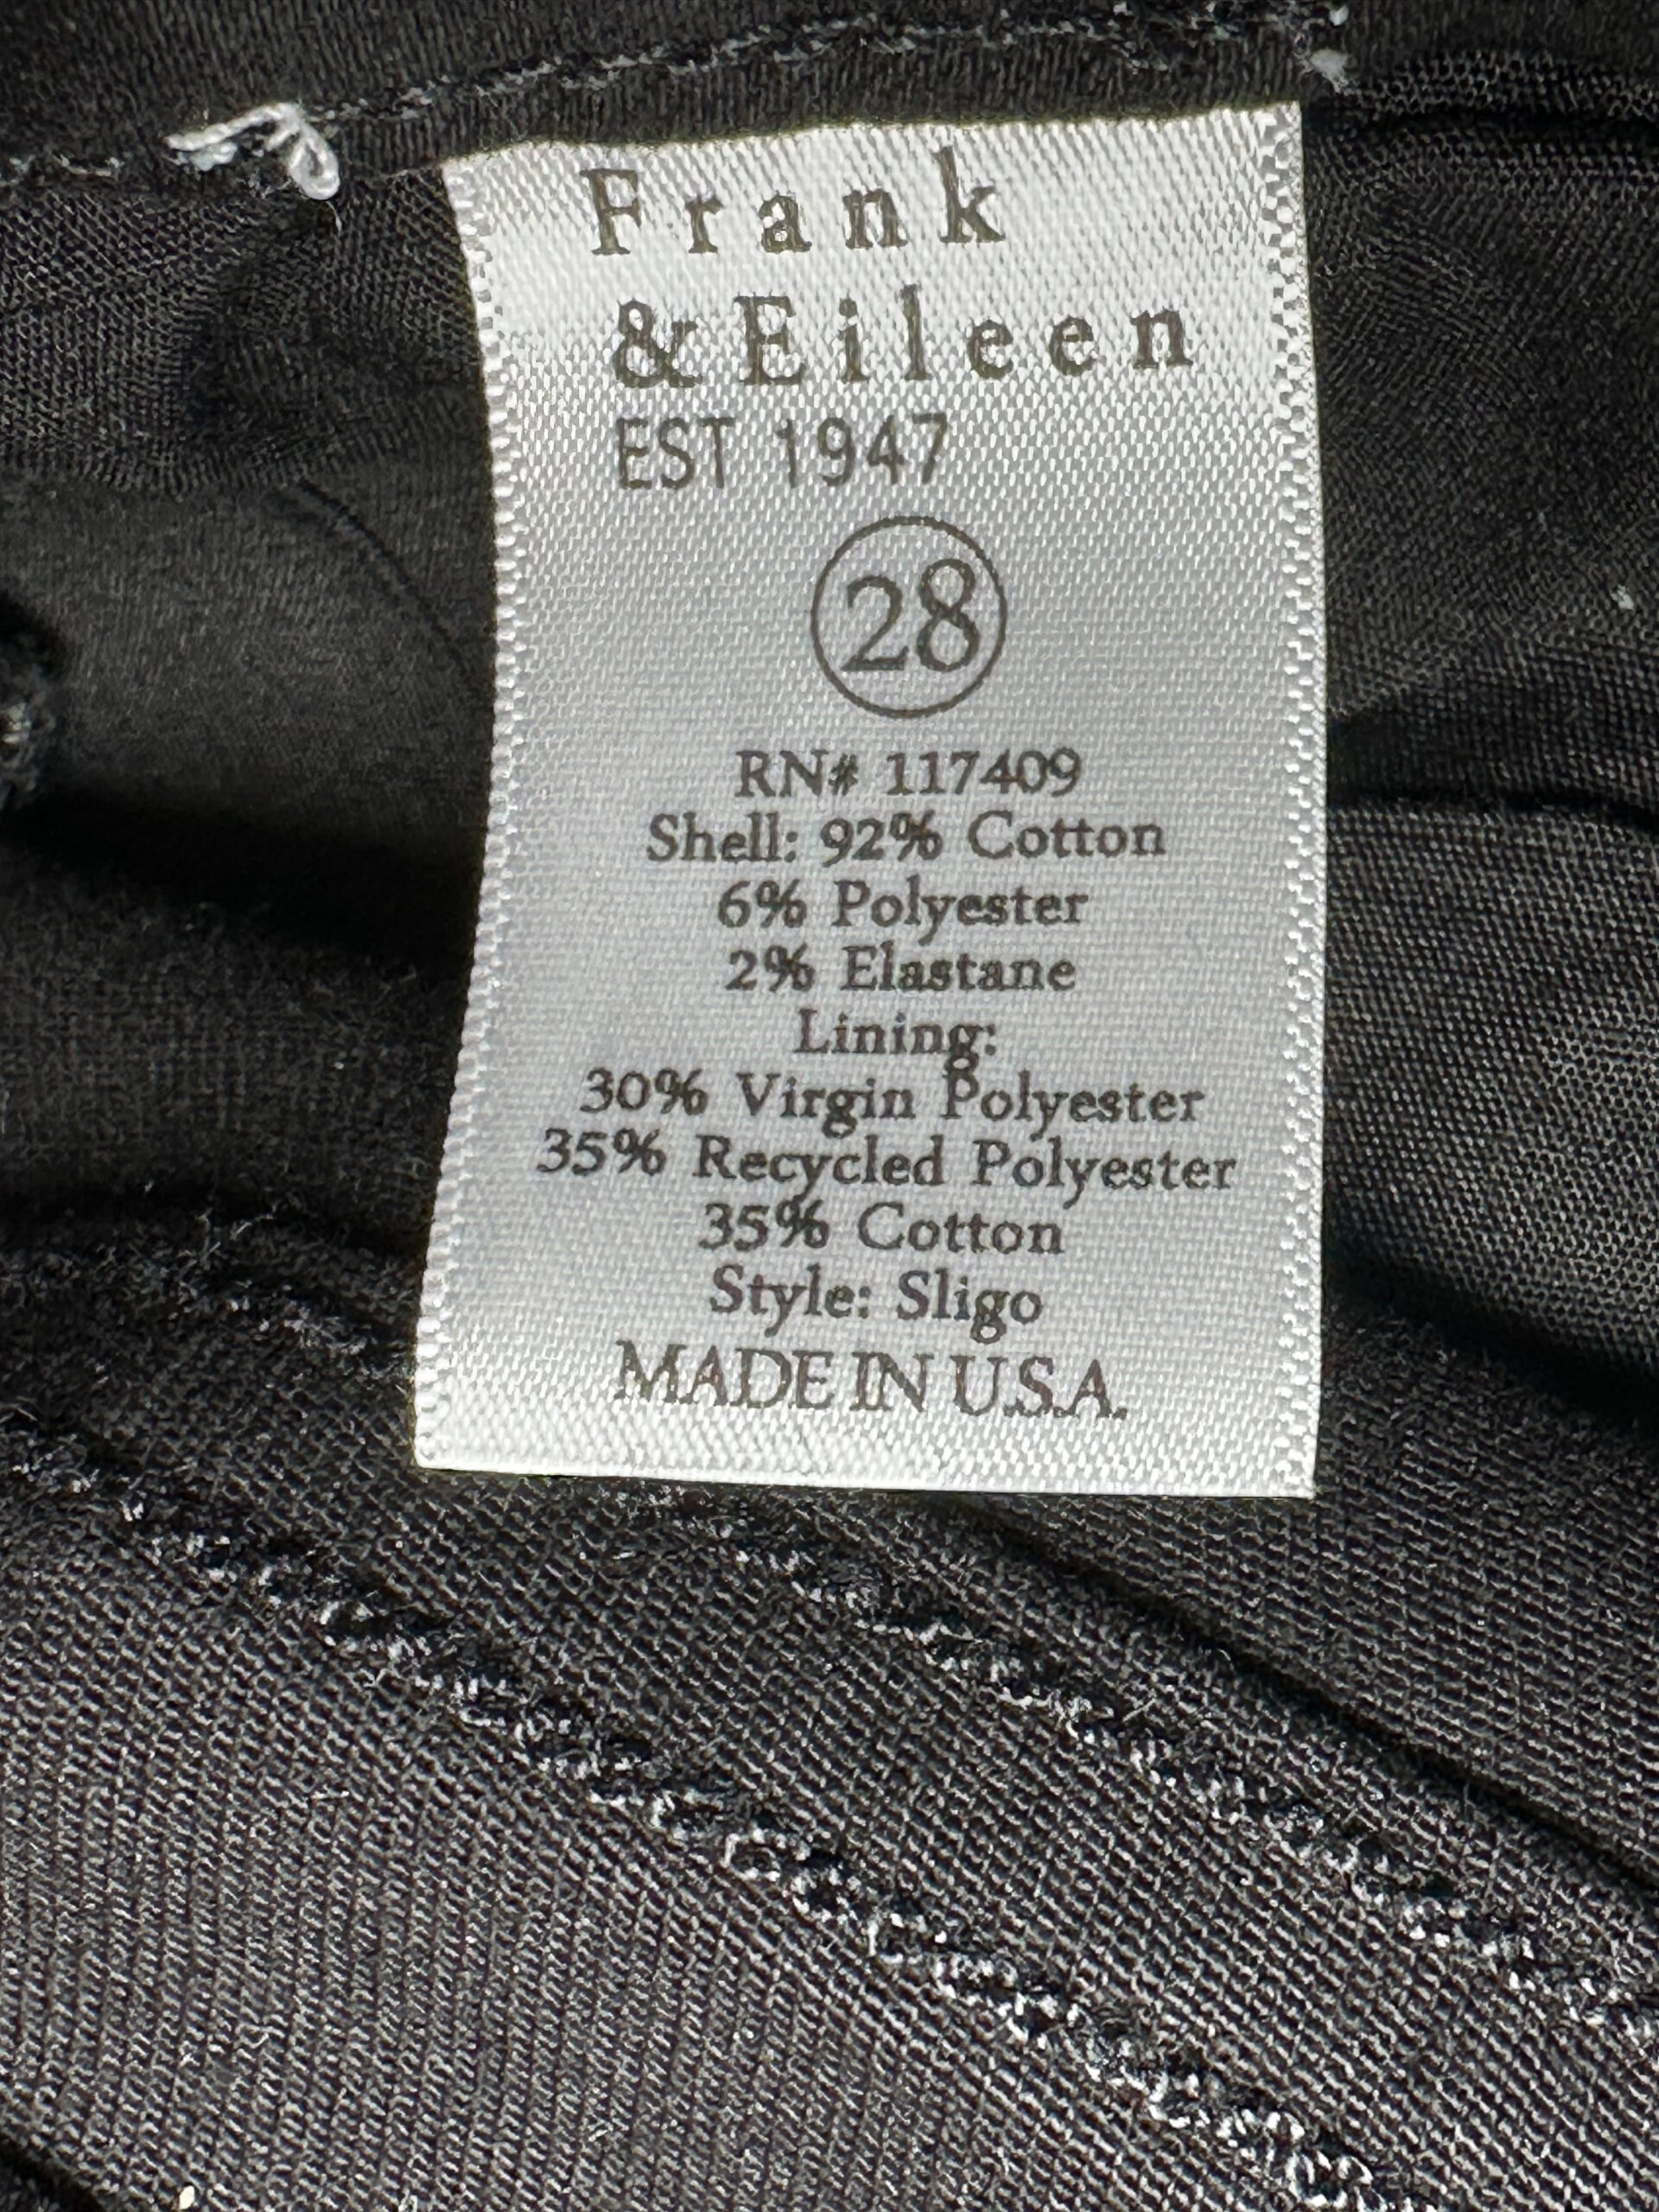 Frank
& Eileen
EST 1947
28
RN# 117409
Shell: 92% Cotton
6% Polyester
2% Elastane
Lining:
30% Virgin Polyester
35% Recycled Polyester
35% Cotton
Style: Sligo
MADE IN U.S.A.